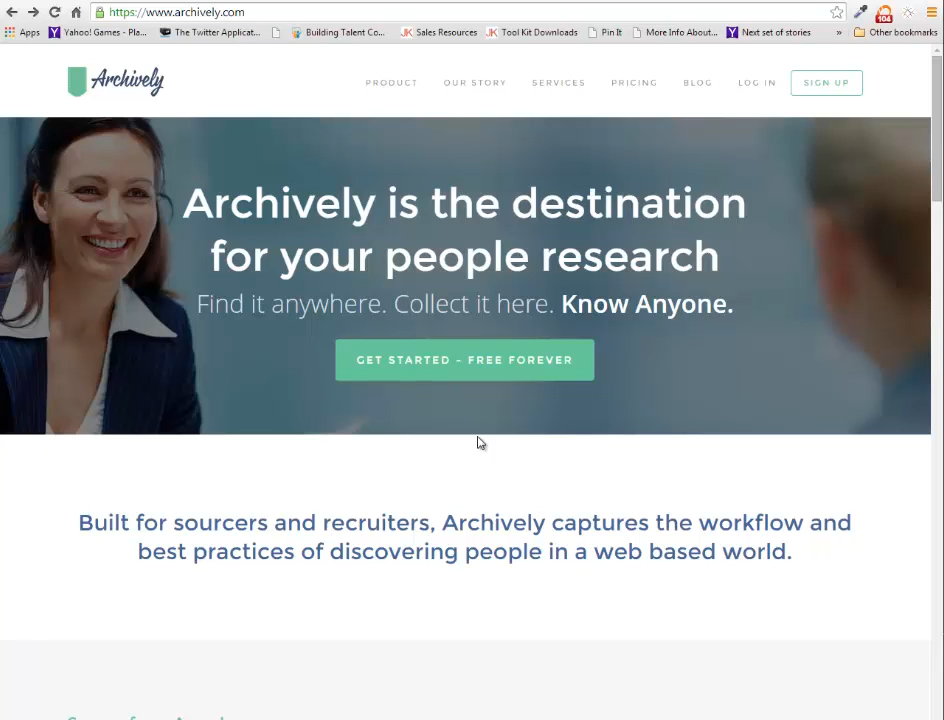 https://www.archively.com
104
Apps Yahoo! Games - Pla... The Twitter Applicat... Building Talent Co... JK Sales Resources JK Tool Kit Downloads Pin It More Info About... Next set of stories » Other bookmarks
Archively PRODUCT OUR STORY SERVICES PRICING BLOG LOG IN SIGN UP
Archively is the destination
for your people research
Find it anywhere. Collect it here. Know Anyone.
GET STARTED - FREE FOREVER
Built for sourcers and recruiters, Archively captures the workflow and
best practices of discovering people in a web based world.